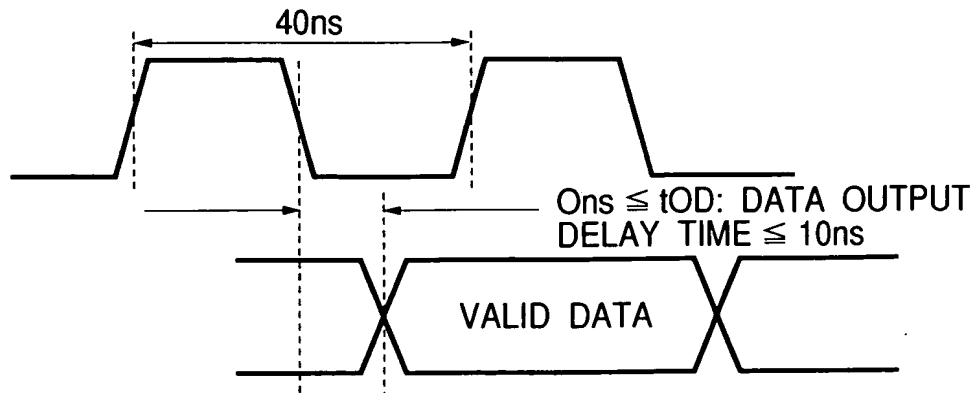 40ns
Ons ≦ tOD: DATA OUTPUT
DELAY TIME ≦ 10ns
VALID DATA